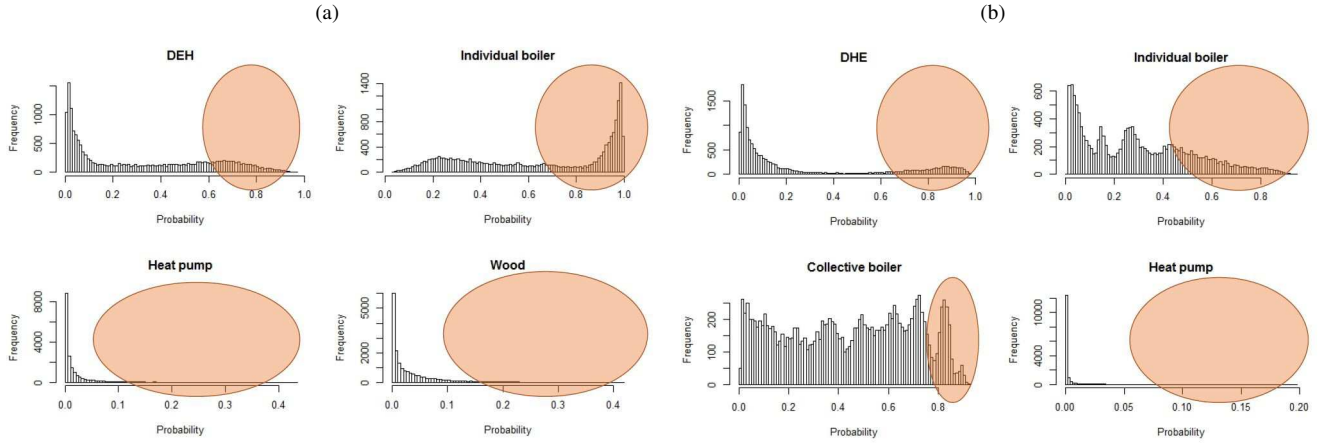 (a) (b)
DEH Individual boiler DHE Individual boiler
Frequency 0 500 1000 Frequency 0 400 800 1400 Frequency 0 500 1500 Frequency 0 200 400 600
0.0 0.2 0.4 0.6 0.8 1.0 0.0 0.2 0.4 0.6 0.8 1.0 0.0 0.2 0.4 0.6 0.8 1.0 0.0 0.2 0.4 0.6 0.8
Probability Probability Probability Probability
Heat pump Wood Collective boiler Heat pump
Frequency 0 4000 8000 Frequency 0 2000 5000 Frequency 0 50 100 200 Frequency 0 4000 10000
0.0 0.1 0.2 0.3 0.4 0.0 0.1 0.2 0.3 0.4 0.0 0.2 0.4 0.6 0.8 0.00 0.05 0.10 0.15 0.20
Probability Probability Probability Probability